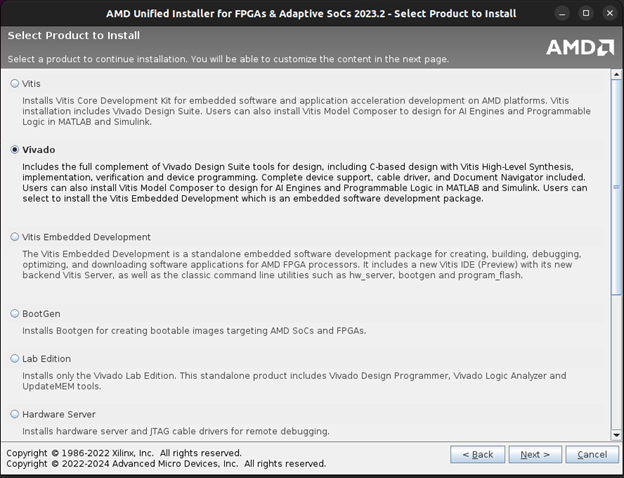 AMD Unified Installer for FPGAs & Adaptive SoCs 2023.2 - Select Product to Install
Select Product to Install
Select a product to continue installation. You will be able to customize the content in the next page.
AMD
Vitis
Installs Vitis Core Development Kit for embedded software and application acceleration development on AMD platforms. Vitis
installation includes Vivado Design Suite. Users can also install Vitis Model Composer to design for AI Engines and Programmable
Logic in MATLAB and Simulink.
Vivado
Includes the full complement of Vivado Design Suite tools for design, including C-based design with Vitis High-Level Synthesis,
implementation, verification and device programming. Complete device support, cable driver, and Document Navigator included.
Users can also install Vitis Model Composer to design for AI Engines and Programmable Logic in MATLAB and Simulink. Users can
select to install the Vitis Embedded Development which is an embedded software development package.
Vitis Embedded Development
The Vitis Embedded Development is a standalone embedded software development package for creating, building, debugging,
optimizing, and downloading software applications for AMD FPGA processors. It includes a new Vitis IDE (Preview) with its new
backend Vitis Server, as well as the classic command line utilities such as hw_server, bootgen and program_flash.
BootGen
Installs Bootgen for creating bootable images targeting AMD SoCs and FPGAs.
Lab Edition
Installs only the Vivado Lab Edition. This standalone product includes Vivado Design Programmer, Vivado Logic Analyzer and
UpdateMEM tools.
Hardware Server
Installs hardware server and JTAG cable drivers for remote debugging.
Copyright © 1986-2022 Xilinx, Inc. All rights reserved.
Copyright © 2022-2024 Advanced Micro Devices, Inc. All rights reserved.
< Back
Next >
Cancel